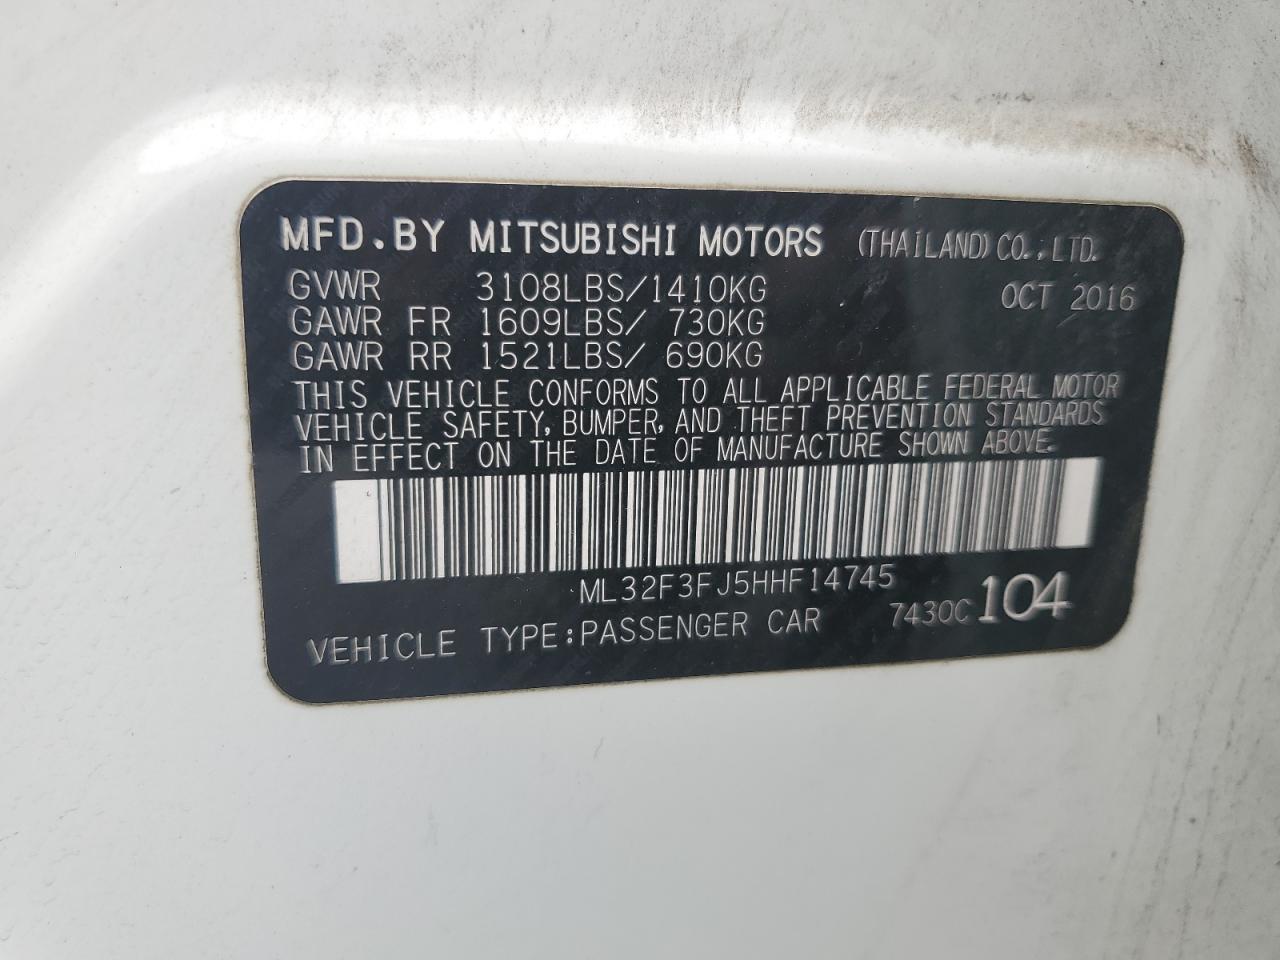 MFD.BY MITSUBISHI MOTORS (THAILAND) CO.,LTD.
GVWR 3108LBS/1410KG OCT 2016
GAWR FR 1609LBS/ 730KG
GAWR RR 1521LBS/ 690KG
THIS VEHICLE CONFORMS TO ALL APPLICABLE FEDERAL MOTOR
VEHICLE SAFETY, BUMPER, AND THEFT PREVENTION STANDARDS
IN EFFECT ON THE DATE OF MANUFACTURE SHOWN ABOVE.
ML32F3FJ5HHF14745
VEHICLE TYPE:PASSENGER CAR 7430C 104